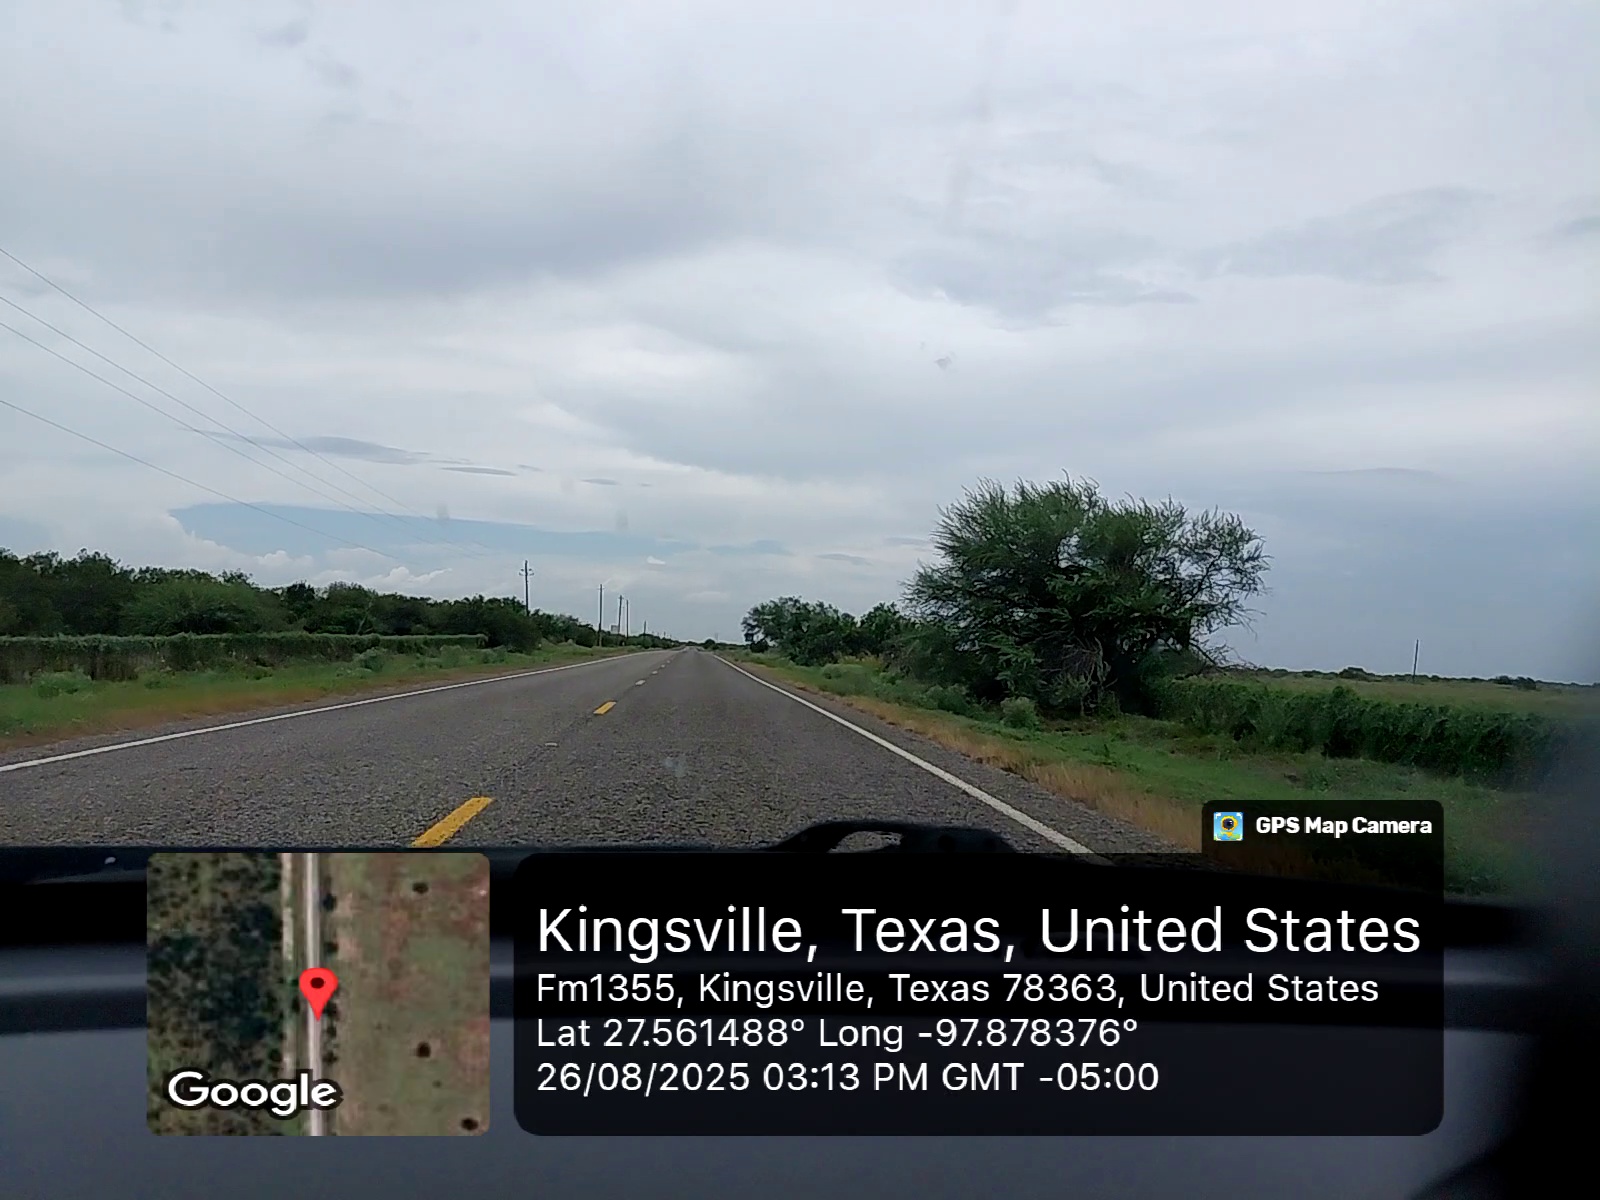 GPS Map Camera
Kingsville, Texas, United States
Fm1355, Kingsville, Texas 78363, United States
Lat 27.561488° Long -97.878376°
26/08/2025 03:13 PM GMT -05:00
Google